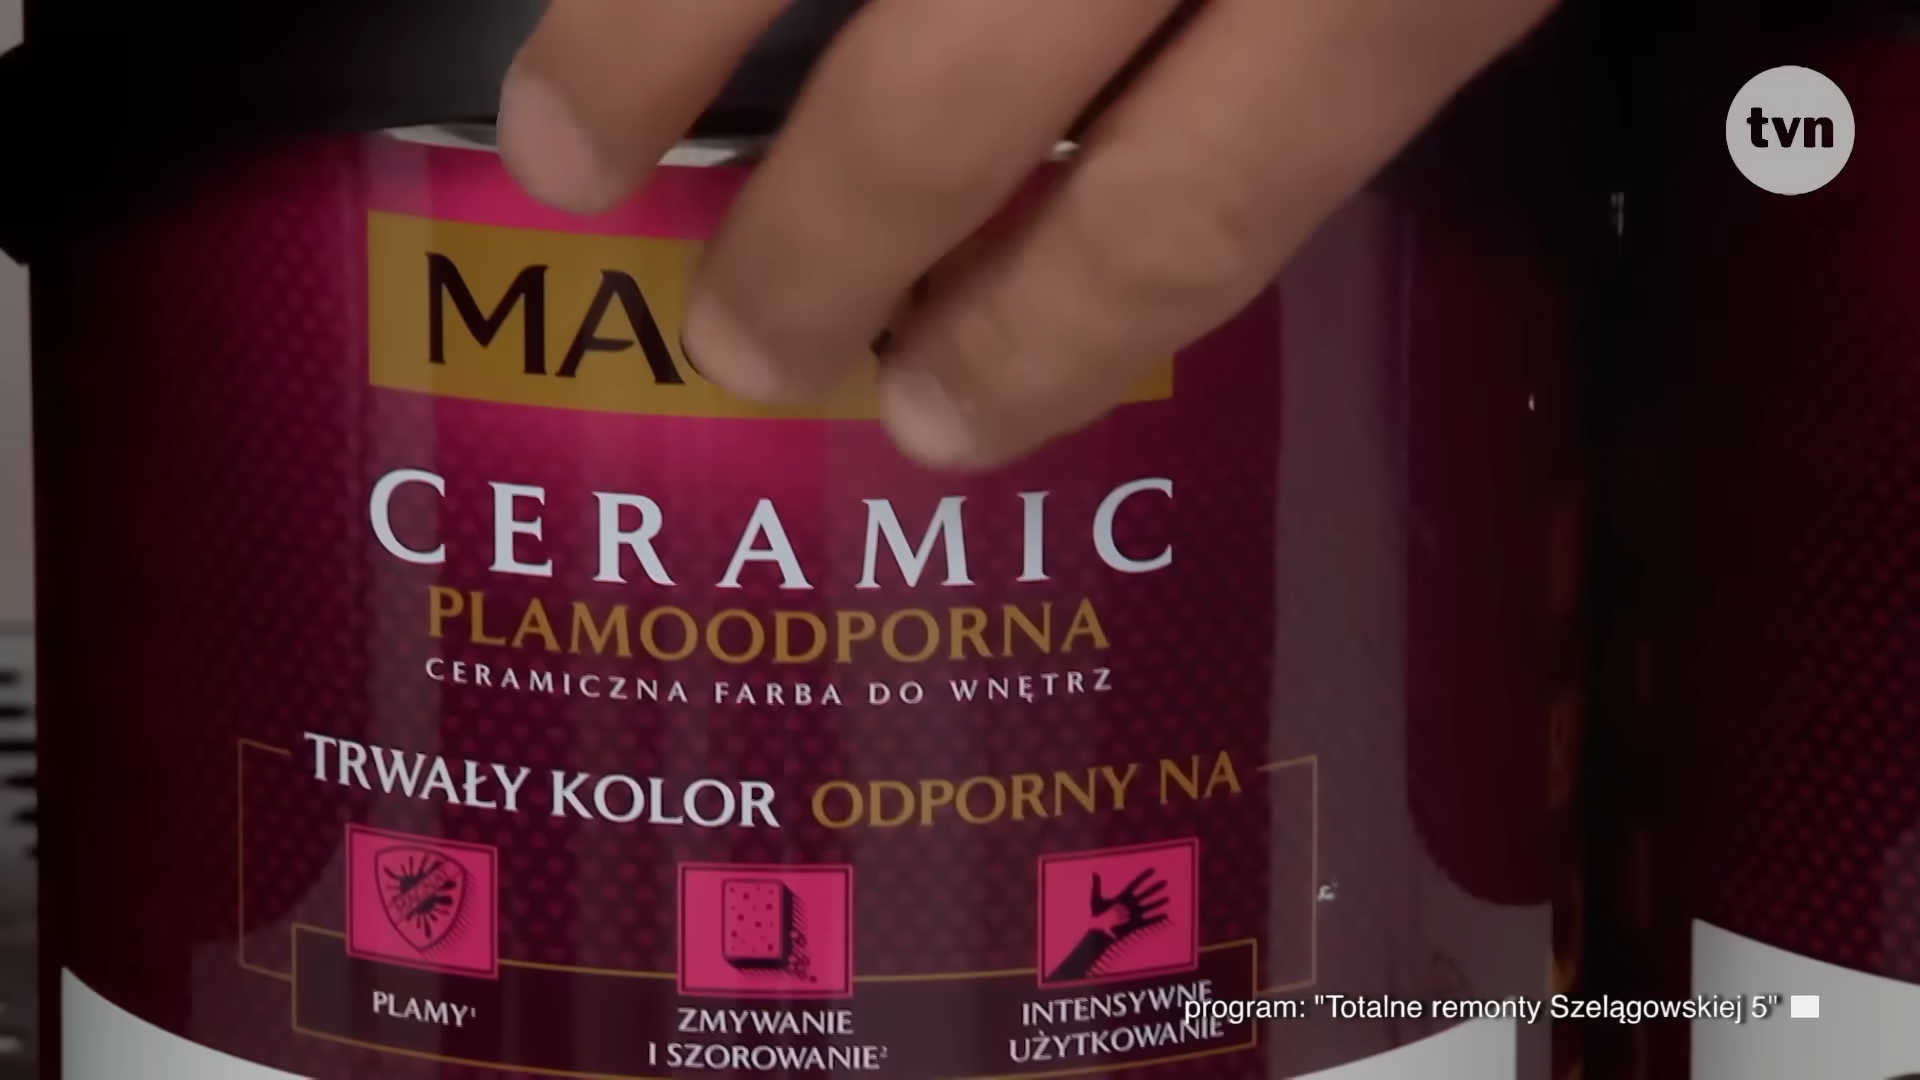 tvn
CERAMIC
PLAMOODPORNA
CERAMICZNA FARBA DO WNĘTRZ
TRWAŁY KOLOR ODPORNY NA
MAGNAT
PLAMY¹
ZMYWANIE
I SZOROWANIE²
INTENSYWNE
UŻYTKOWANIE
program: "Totalne remonty Szelągowskiej 5"